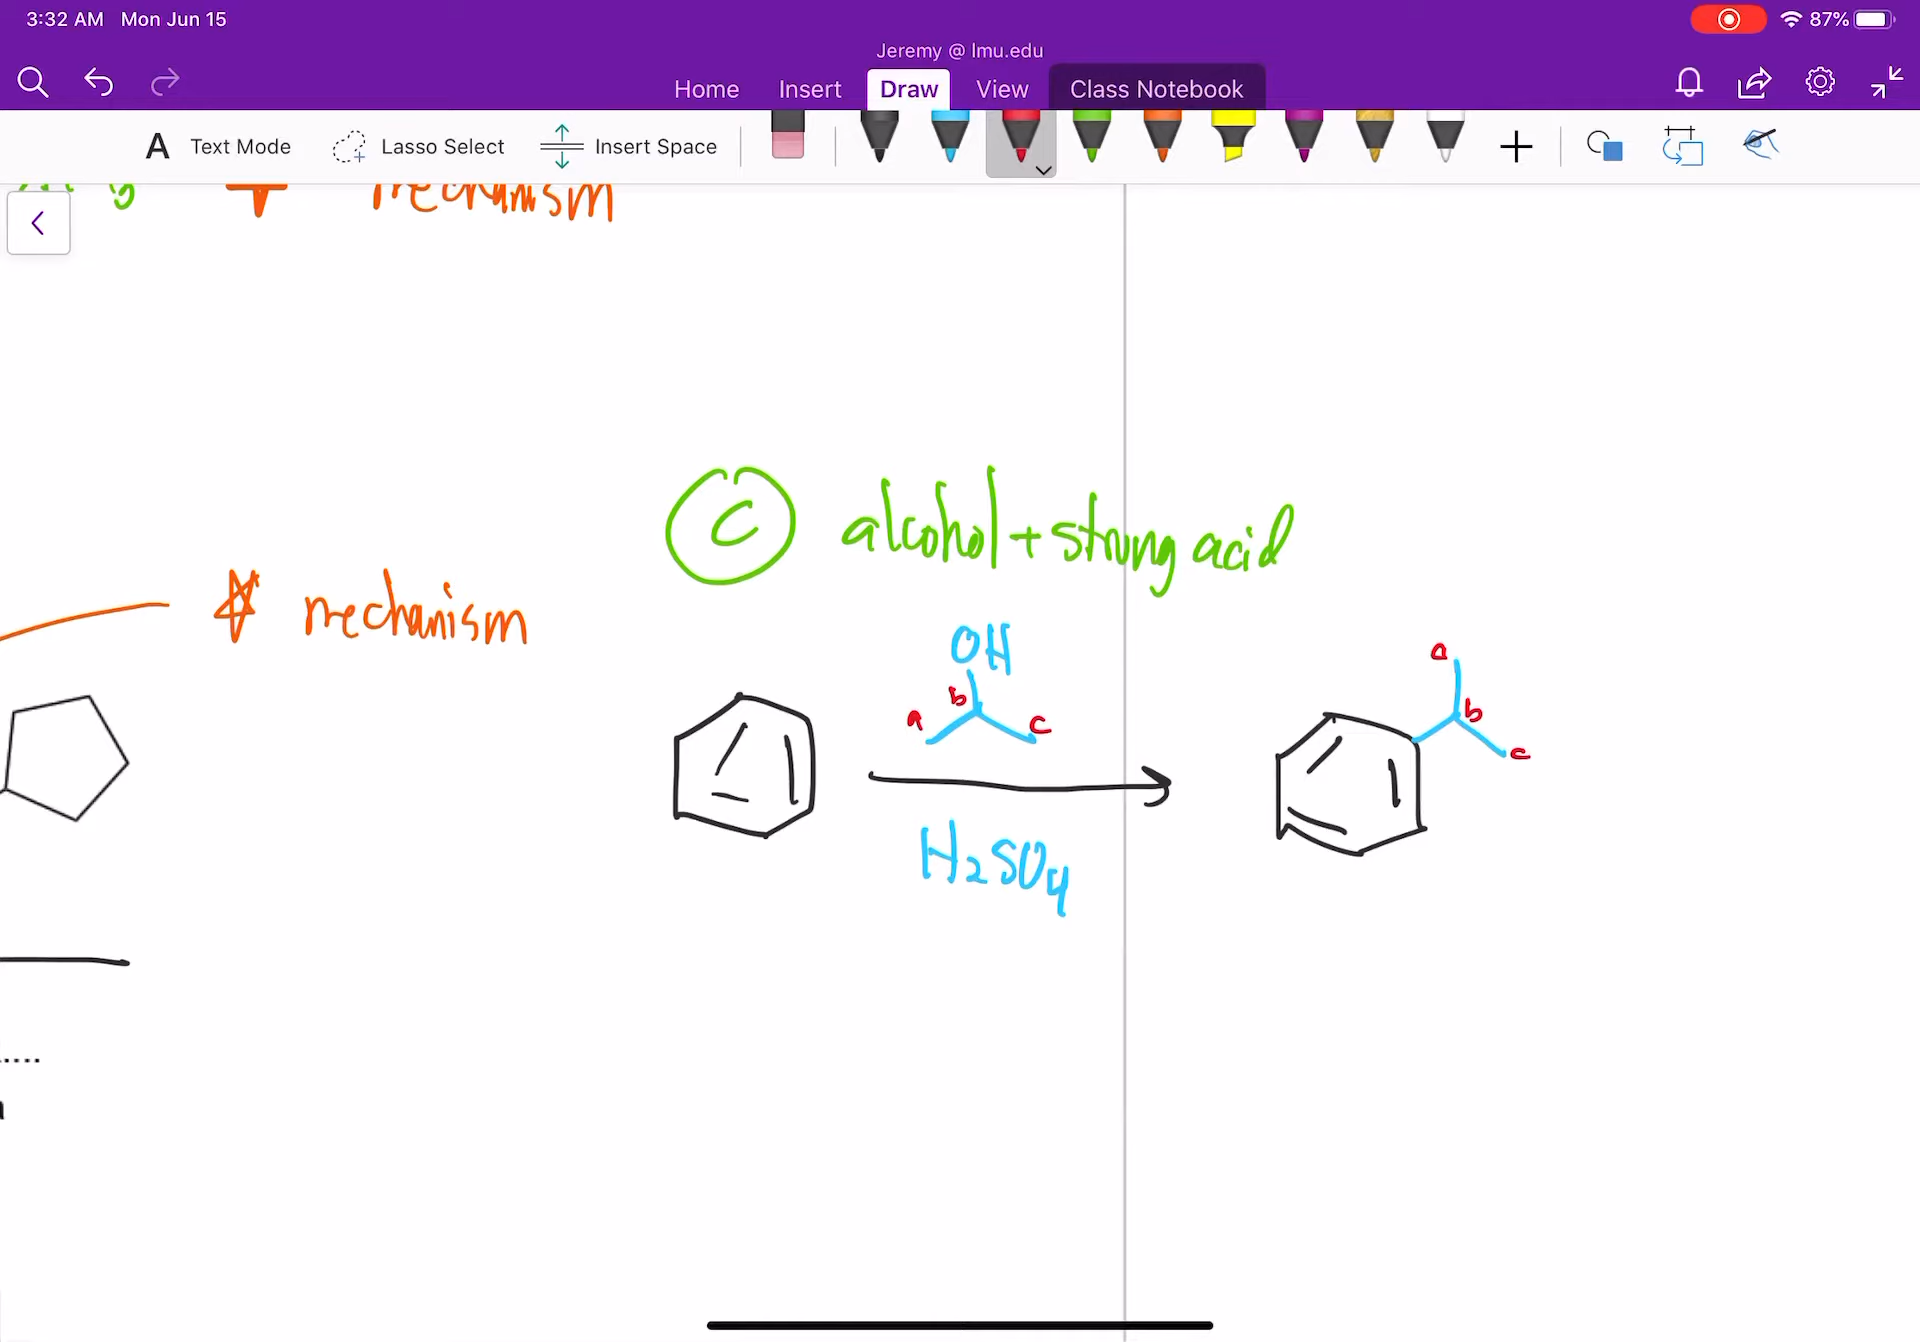 3:32 AM Mon Jun 15
87%
Jeremy @ lmu.edu
Home Insert Draw View Class Notebook
A Text Mode Lasso Select Insert Space
mechanism
C alcohol + strong acid
mechanism
OH
a b c
H₂SO₄
a
b
c
....